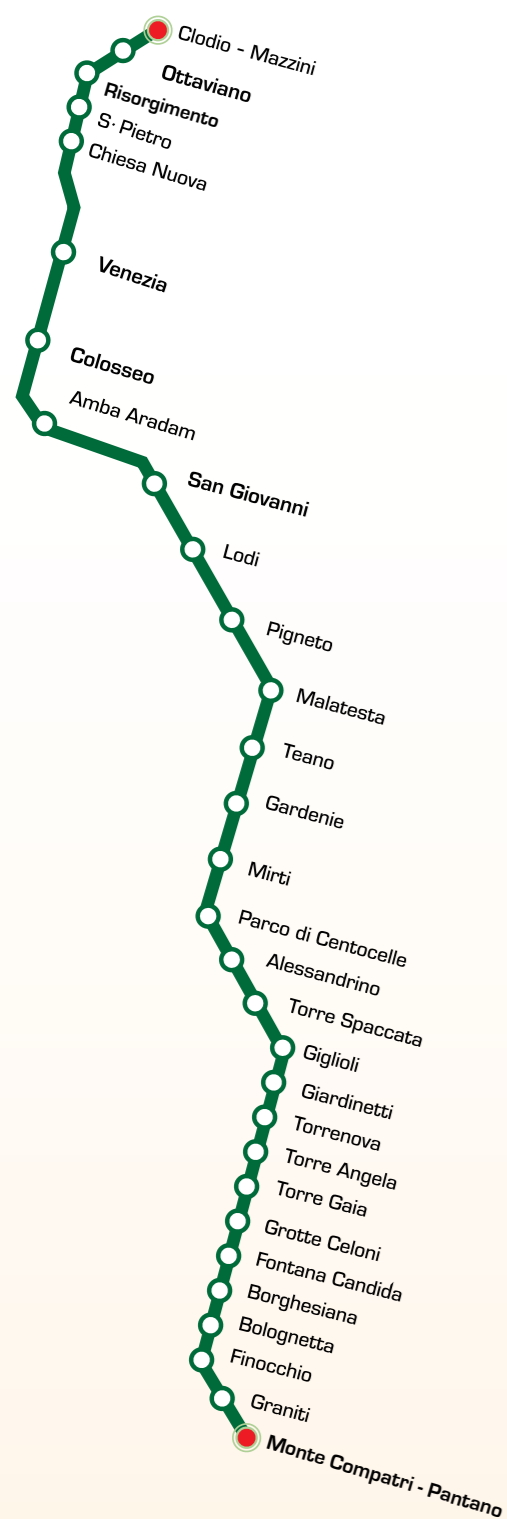 Clodio - Mazzini
Ottaviano
Risorgimento
S. Pietro
Chiesa Nuova
Venezia
Colosseo
Amba Aradam
San Giovanni
Lodi
Pigneto
Malatesta
Teano
Gardenie
Mirti
Parco di Centocelle
Alessandrino
Torre Spaccata
Giglioli
Giardinetti
Torrenova
Torre Angela
Torre Gaia
Grotte Celoni
Fontana Candida
Borghesiana
Bolognetta
Finocchio
Graniti
Monte Compatri - Pantano